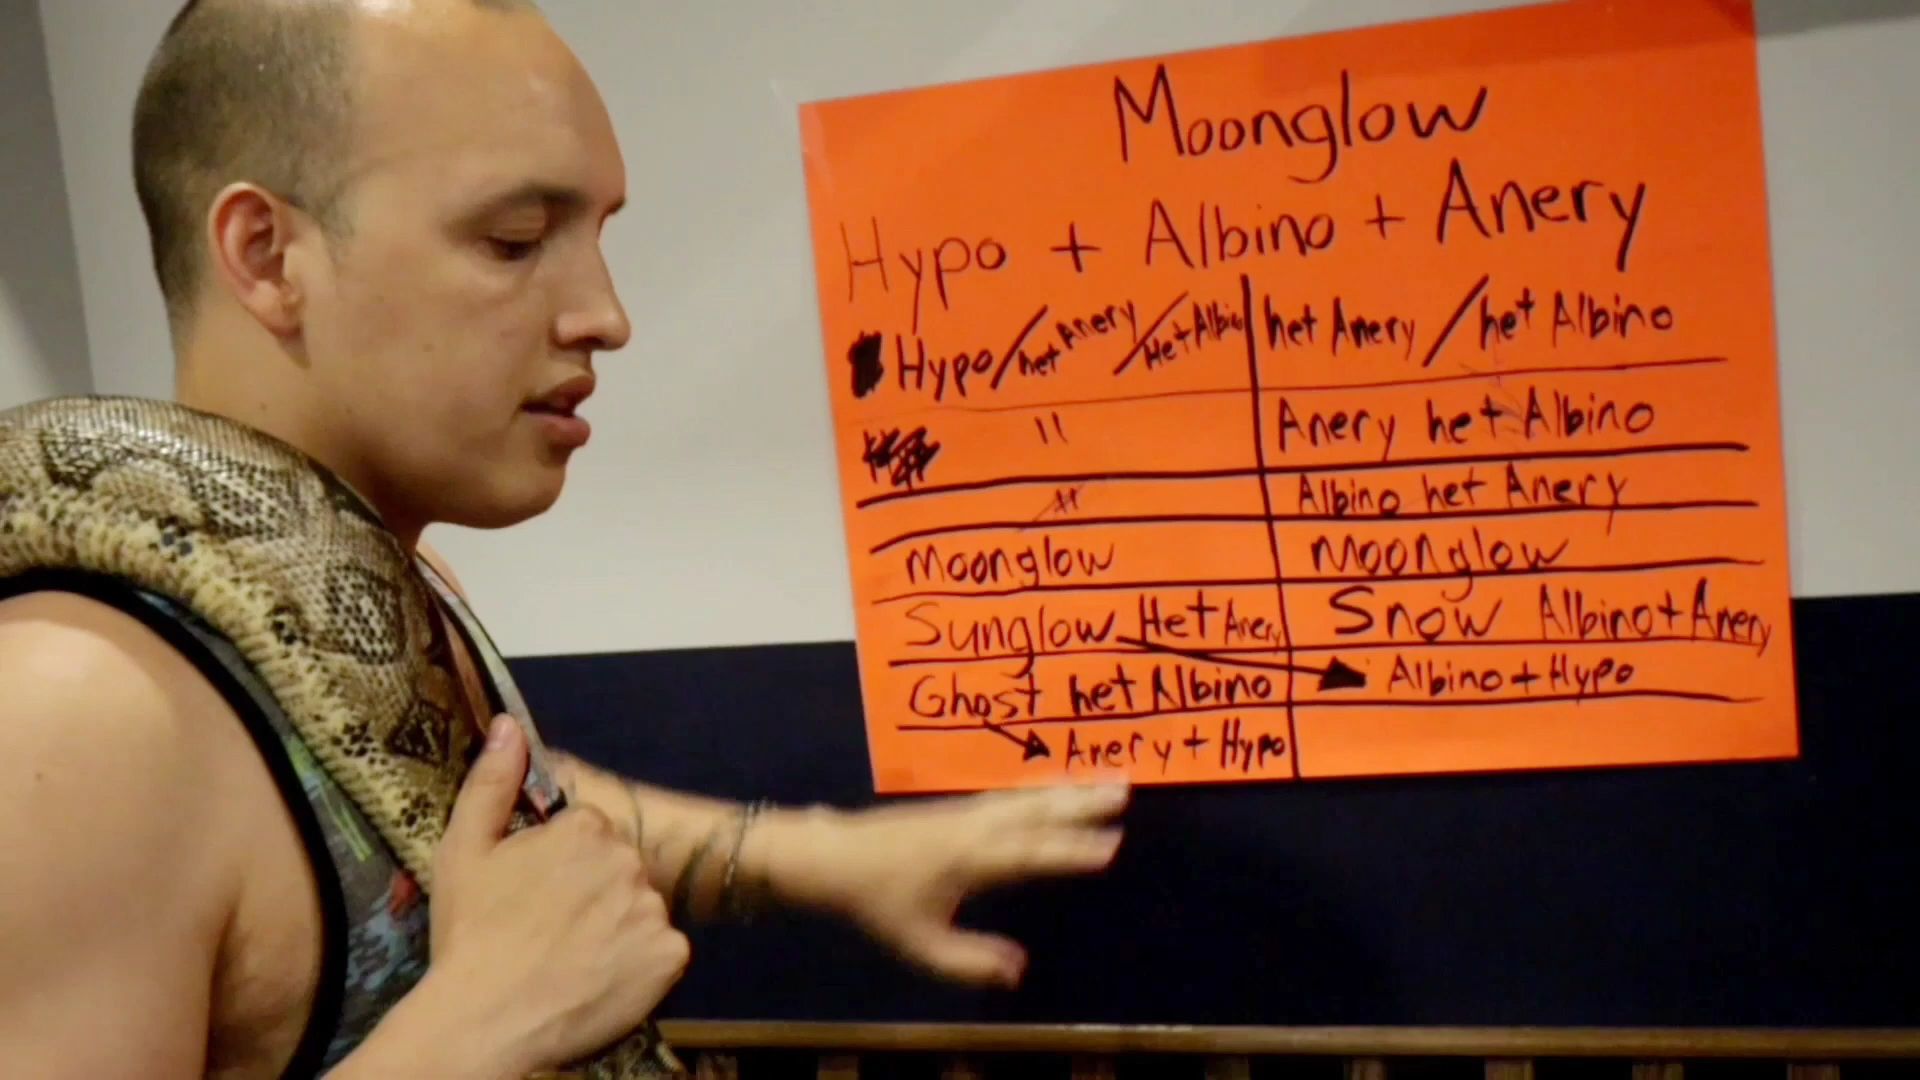 Moonglow
Hypo + Albino + Anery
Hypo/het Anery/Het Albino het Anery/het Albino
" Anery het Albino
" Albino het Anery
Moonglow Moonglow
Sunglow Het Anery Snow Albino + Anery
Ghost het Albino Albino + Hypo
Anery + Hypo